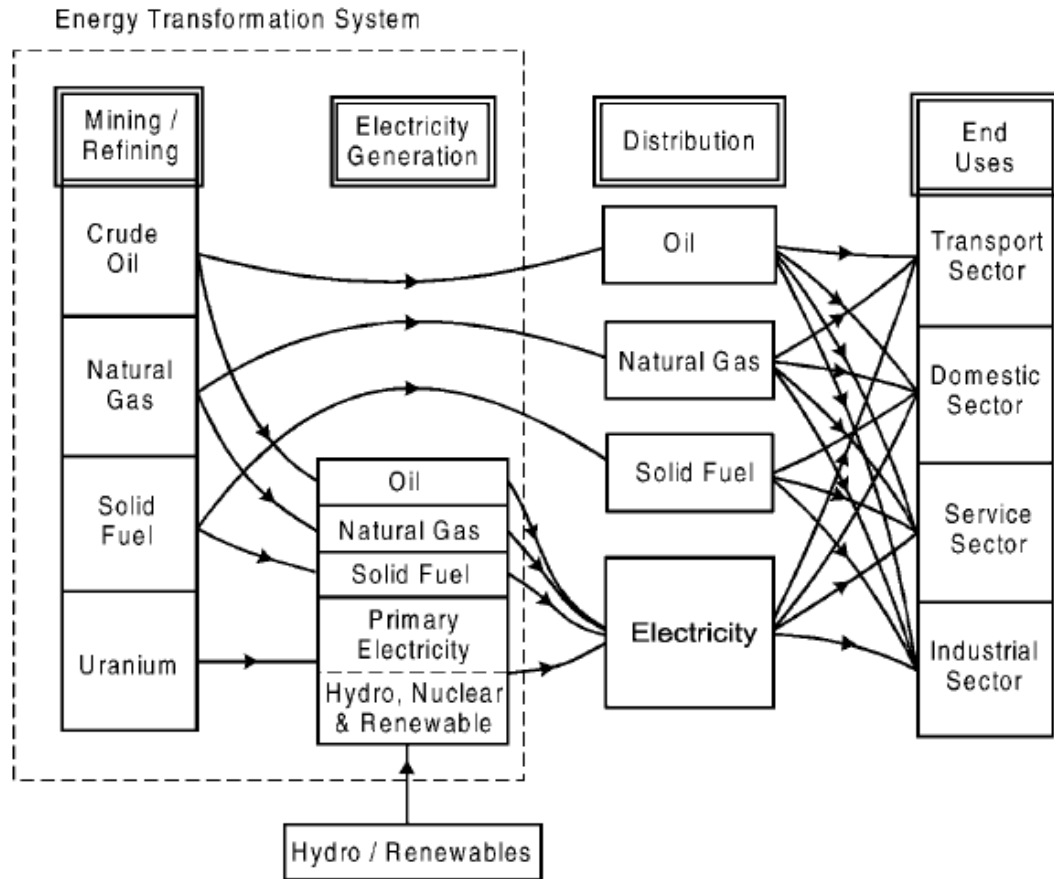 Energy Transformation System
Mining /
Refining
Crude
Oil
Natural
Gas
Solid
Fuel
Uranium
Electricity
Generation
Oil
Natural Gas
Solid Fuel
Primary
Electricity
Hydro, Nuclear
& Renewable
Hydro / Renewables
Distribution
Oil
Natural Gas
Solid Fuel
Electricity
End
Uses
Transport
Sector
Domestic
Sector
Service
Sector
Industrial
Sector